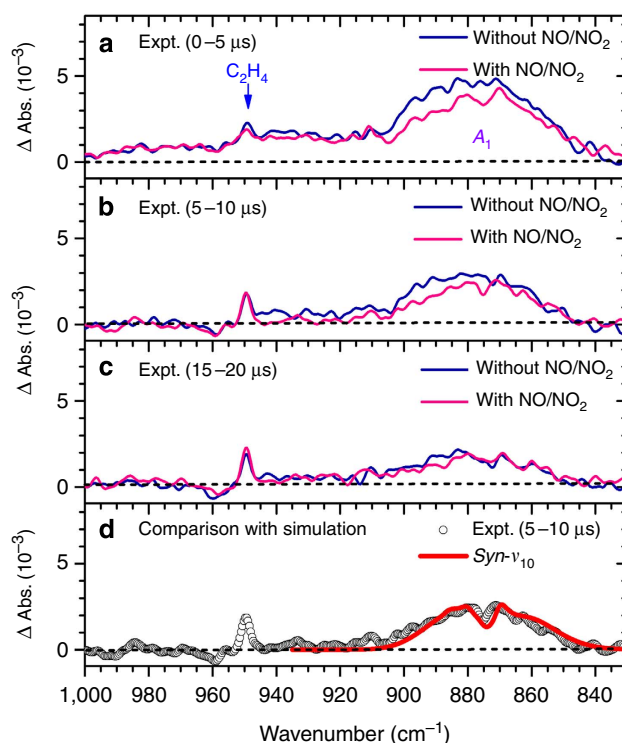 a Expt. (0–5 μs)
Without NO/NO₂
With NO/NO₂
C₂H₄
A₁
Δ Abs. (10⁻³)
5
0
b Expt. (5–10 μs)
Without NO/NO₂
With NO/NO₂
Δ Abs. (10⁻³)
5
0
c Expt. (15–20 μs)
Without NO/NO₂
With NO/NO₂
Δ Abs. (10⁻³)
5
0
d Comparison with simulation
Expt. (5–10 μs)
Syn-ν₁₀
Δ Abs. (10⁻³)
5
0
1,000 980 960 940 920 900 880 860 840
Wavenumber (cm⁻¹)